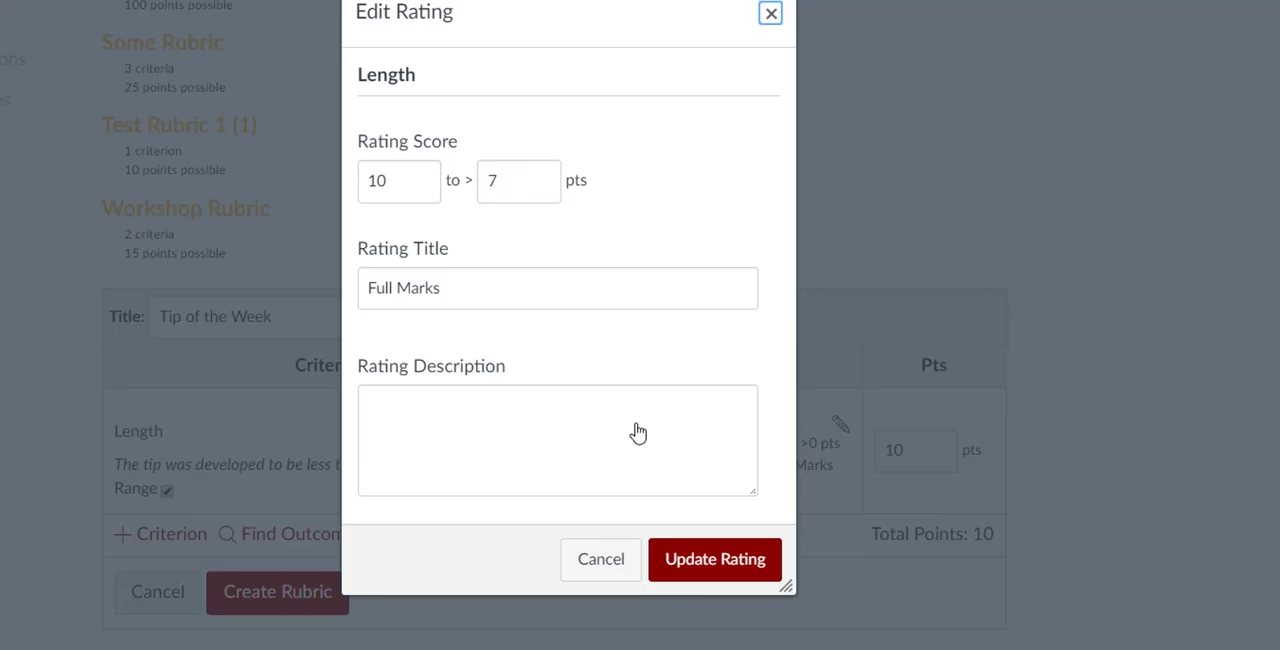 100 points possible
Edit Rating
Some Rubric
3 criteria
25 points possible
Length
Test Rubric 1 (1)
1 criterion
10 points possible
Rating Score
10 to > 7 pts
Workshop Rubric
2 criteria
15 points possible
Rating Title
Full Marks
Title: Tip of the Week
Rating Description
Criter
Pts
Length
The tip was developed to be less t
Range
>0 pts
Marks
10 pts
+ Criterion Find Outcom
Total Points: 10
Cancel Update Rating
Cancel Create Rubric